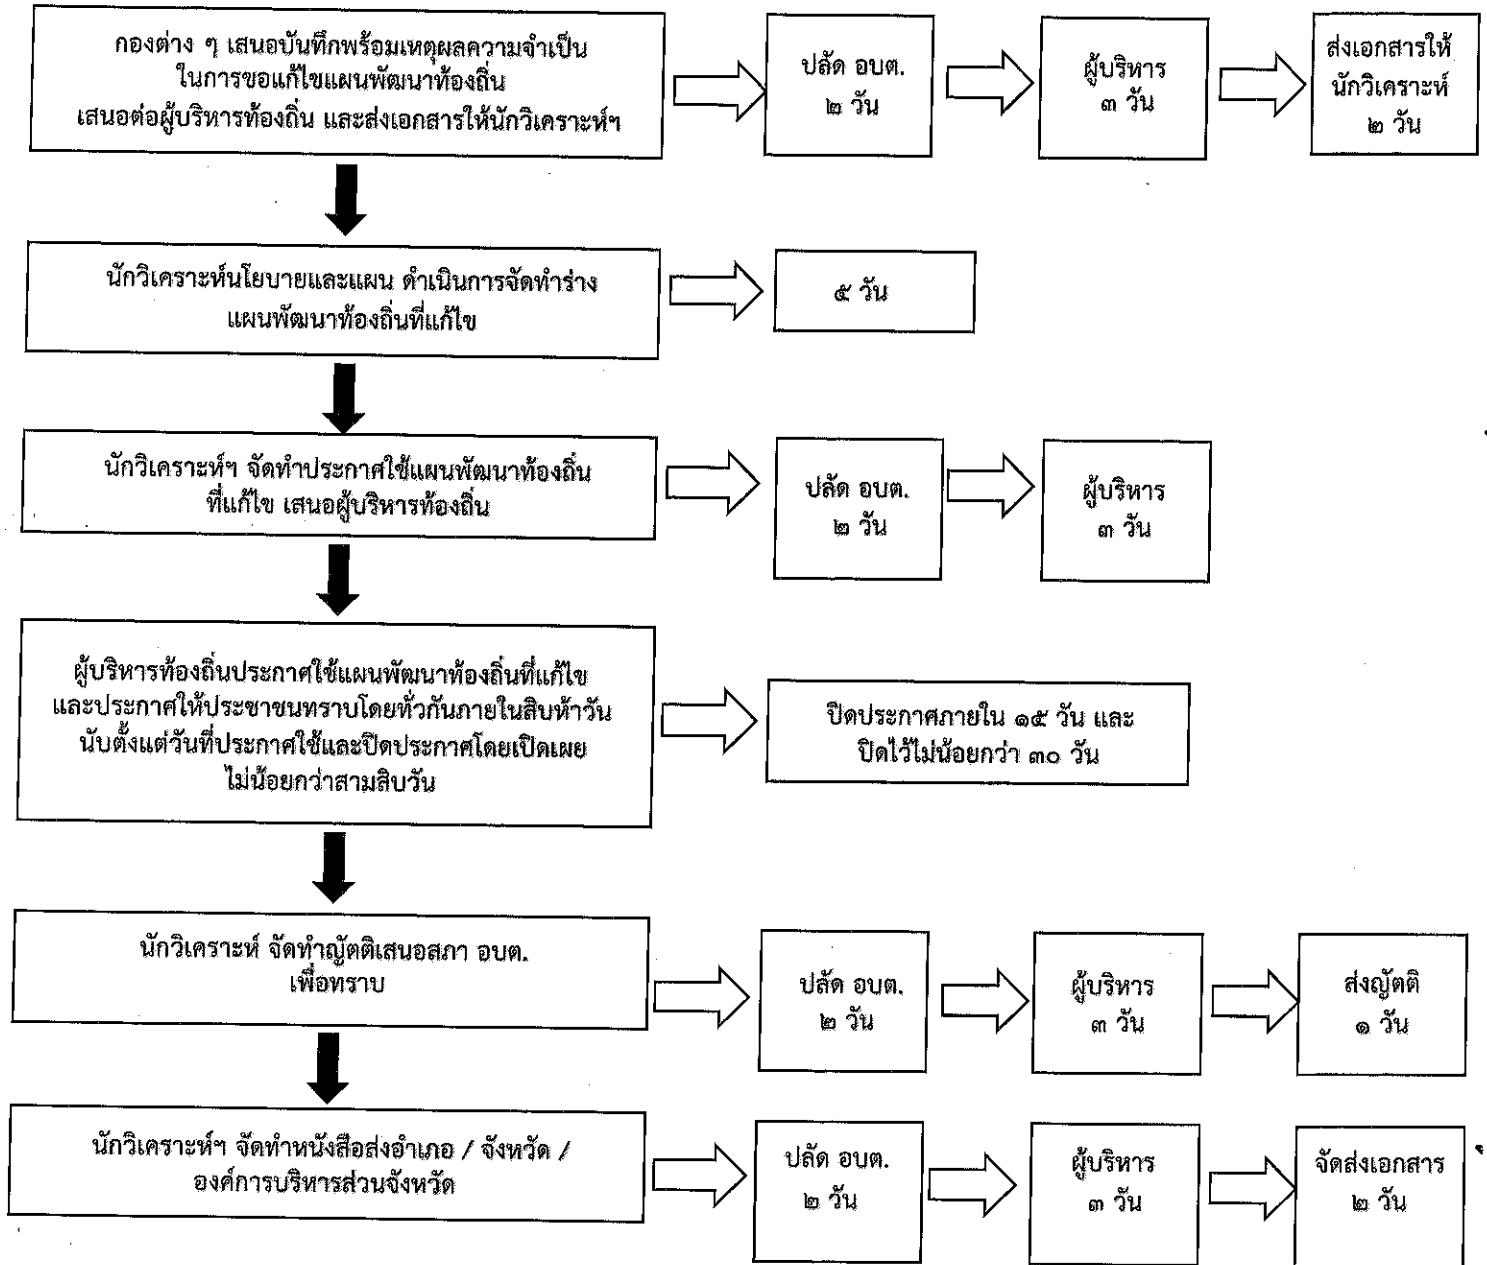 กองต่าง ๆ เสนอบันทึกพร้อมเหตุผลความจำเป็น
ในการขอแก้ไขแผนพัฒนาท้องถิ่น
เสนอต่อผู้บริหารท้องถิ่น และส่งเอกสารให้นักวิเคราะห์ฯ
ปลัด อบต.
๒ วัน
ผู้บริหาร
๓ วัน
ส่งเอกสารให้
นักวิเคราะห์
๒ วัน
นักวิเคราะห์นโยบายและแผน ดำเนินการจัดทำร่าง
แผนพัฒนาท้องถิ่นที่แก้ไข
๕ วัน
นักวิเคราะห์ฯ จัดทำประกาศใช้แผนพัฒนาท้องถิ่น
ที่แก้ไข เสนอผู้บริหารท้องถิ่น
ปลัด อบต.
๒ วัน
ผู้บริหาร
๓ วัน
ผู้บริหารท้องถิ่นประกาศใช้แผนพัฒนาท้องถิ่นที่แก้ไข
และประกาศให้ประชาชนทราบโดยทั่วกันภายในสิบห้าวัน
นับตั้งแต่วันที่ประกาศใช้และปิดประกาศโดยเปิดเผย
ไม่น้อยกว่าสามสิบวัน
ปิดประกาศภายใน ๑๕ วัน และ
ปิดไว้ไม่น้อยกว่า ๓๐ วัน
นักวิเคราะห์ จัดทำญัตติเสนอสภา อบต.
เพื่อทราบ
ปลัด อบต.
๒ วัน
ผู้บริหาร
๓ วัน
ส่งญัตติ
๑ วัน
นักวิเคราะห์ฯ จัดทำหนังสือส่งอำเภอ / จังหวัด /
องค์การบริหารส่วนจังหวัด
ปลัด อบต.
๒ วัน
ผู้บริหาร
๓ วัน
จัดส่งเอกสาร
๒ วัน